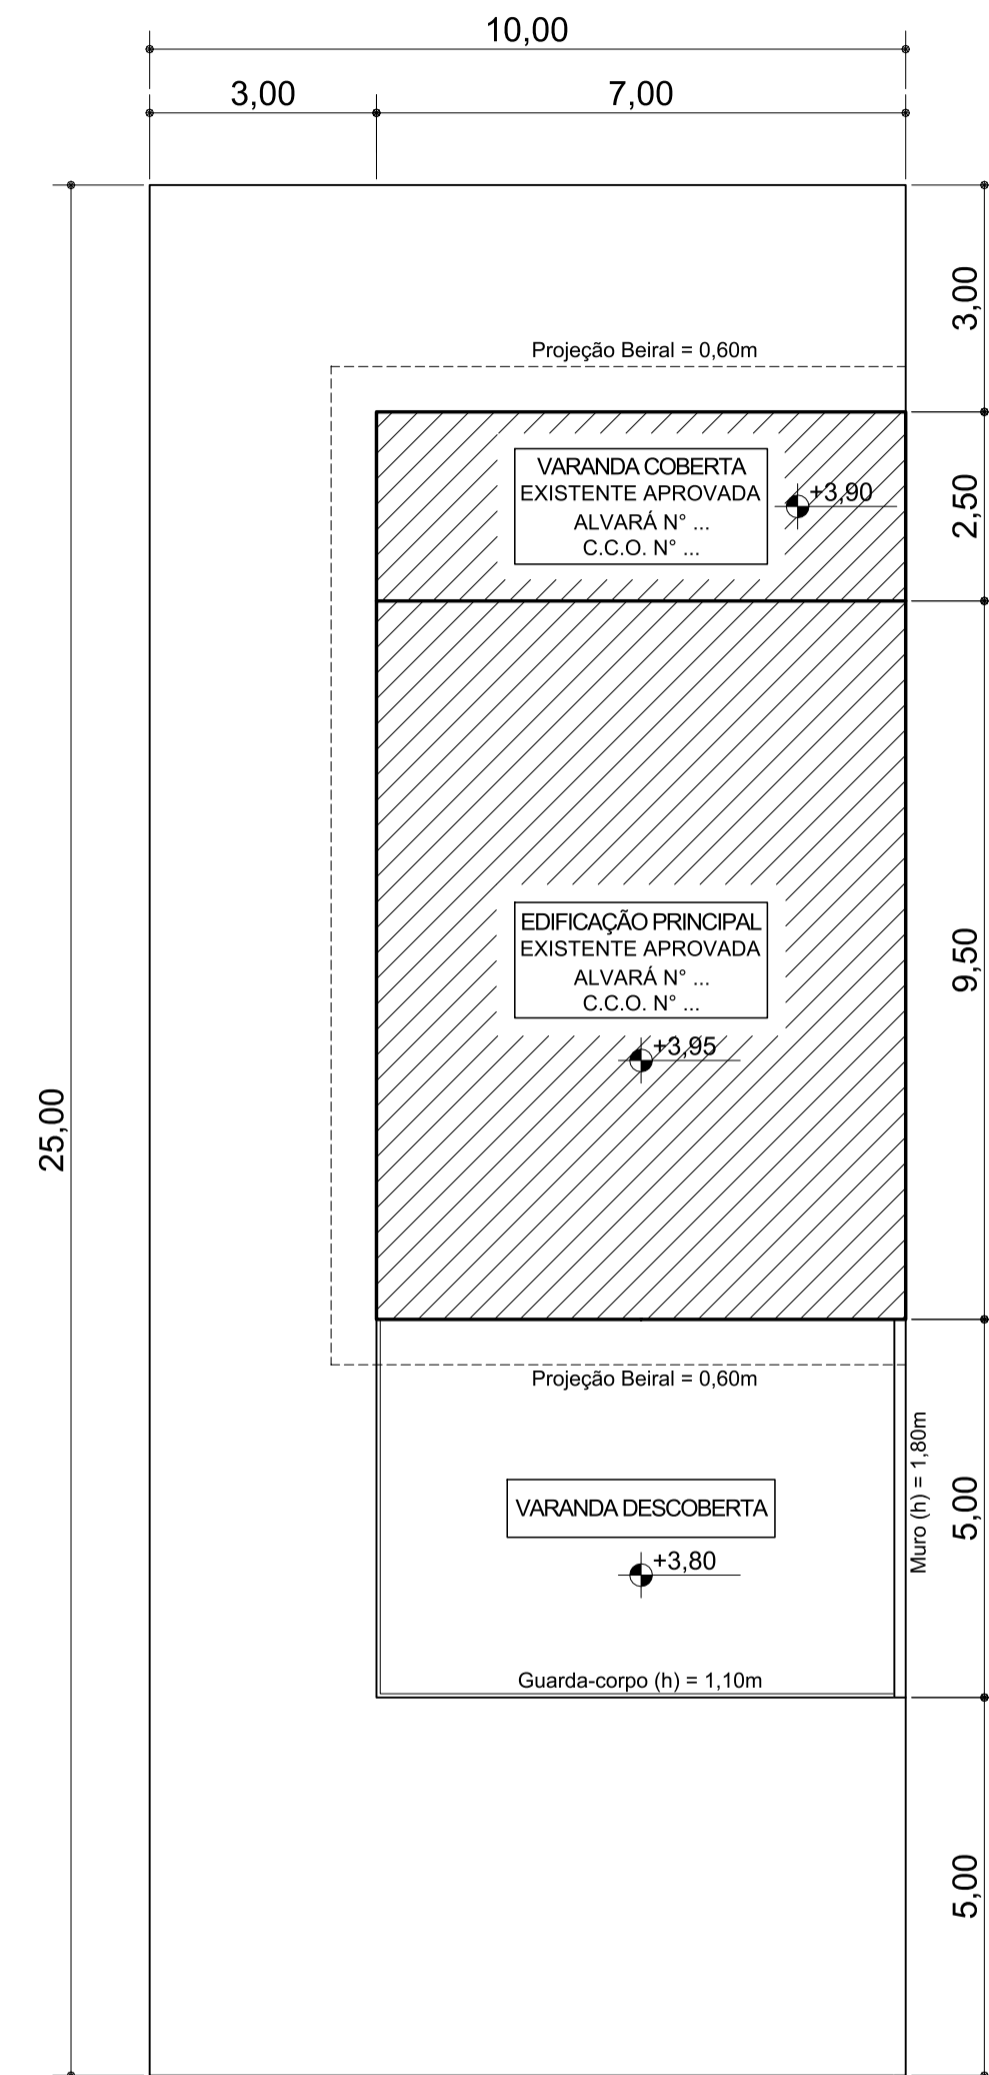 10,00
3,00
7,00
3,00
Projeção Beiral = 0,60m
VARANDA COBERTA
EXISTENTE APROVADA
ALVARÁ N° ...
C.C.O. N° ...
+3,90
2,50
EDIFICAÇÃO PRINCIPAL
EXISTENTE APROVADA
ALVARÁ N° ...
C.C.O. N° ...
+3,95
9,50
25,00
Projeção Beiral = 0,60m
VARANDA DESCOBERTA
+3,80
Muro (h) = 1,80m
5,00
Guarda-corpo (h) = 1,10m
5,00